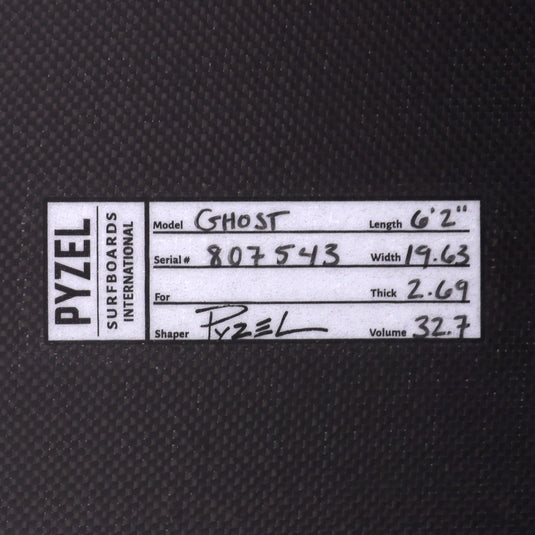 PYZEL
SURFBOARDS
INTERNATIONAL
Model GHOST Length 6'2"
Serial # 807543 Width 19.63
For Thick 2.69
Shaper PYZEL Volume 32.7